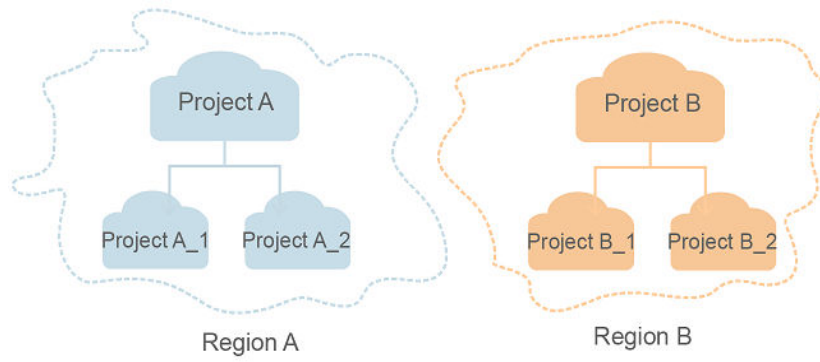 Project A
Project B
Project A_1
Project A_2
Project B_1
Project B_2
Region A
Region B